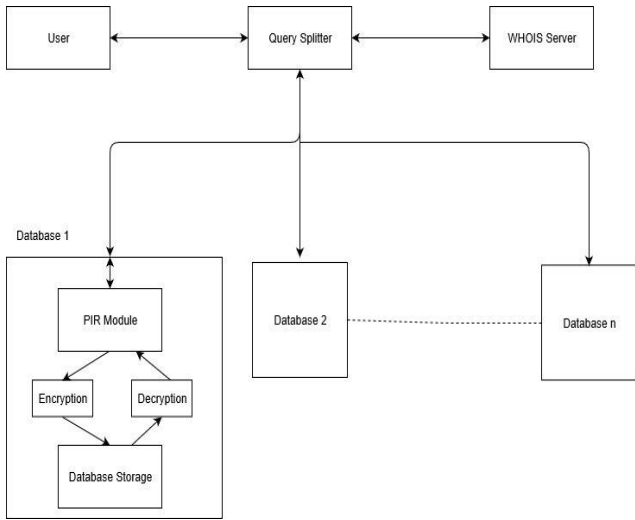 User
Query Splitter
WHOIS Server
Database 1
PIR Module
Encryption
Decryption
Database Storage
Database 2
Database n